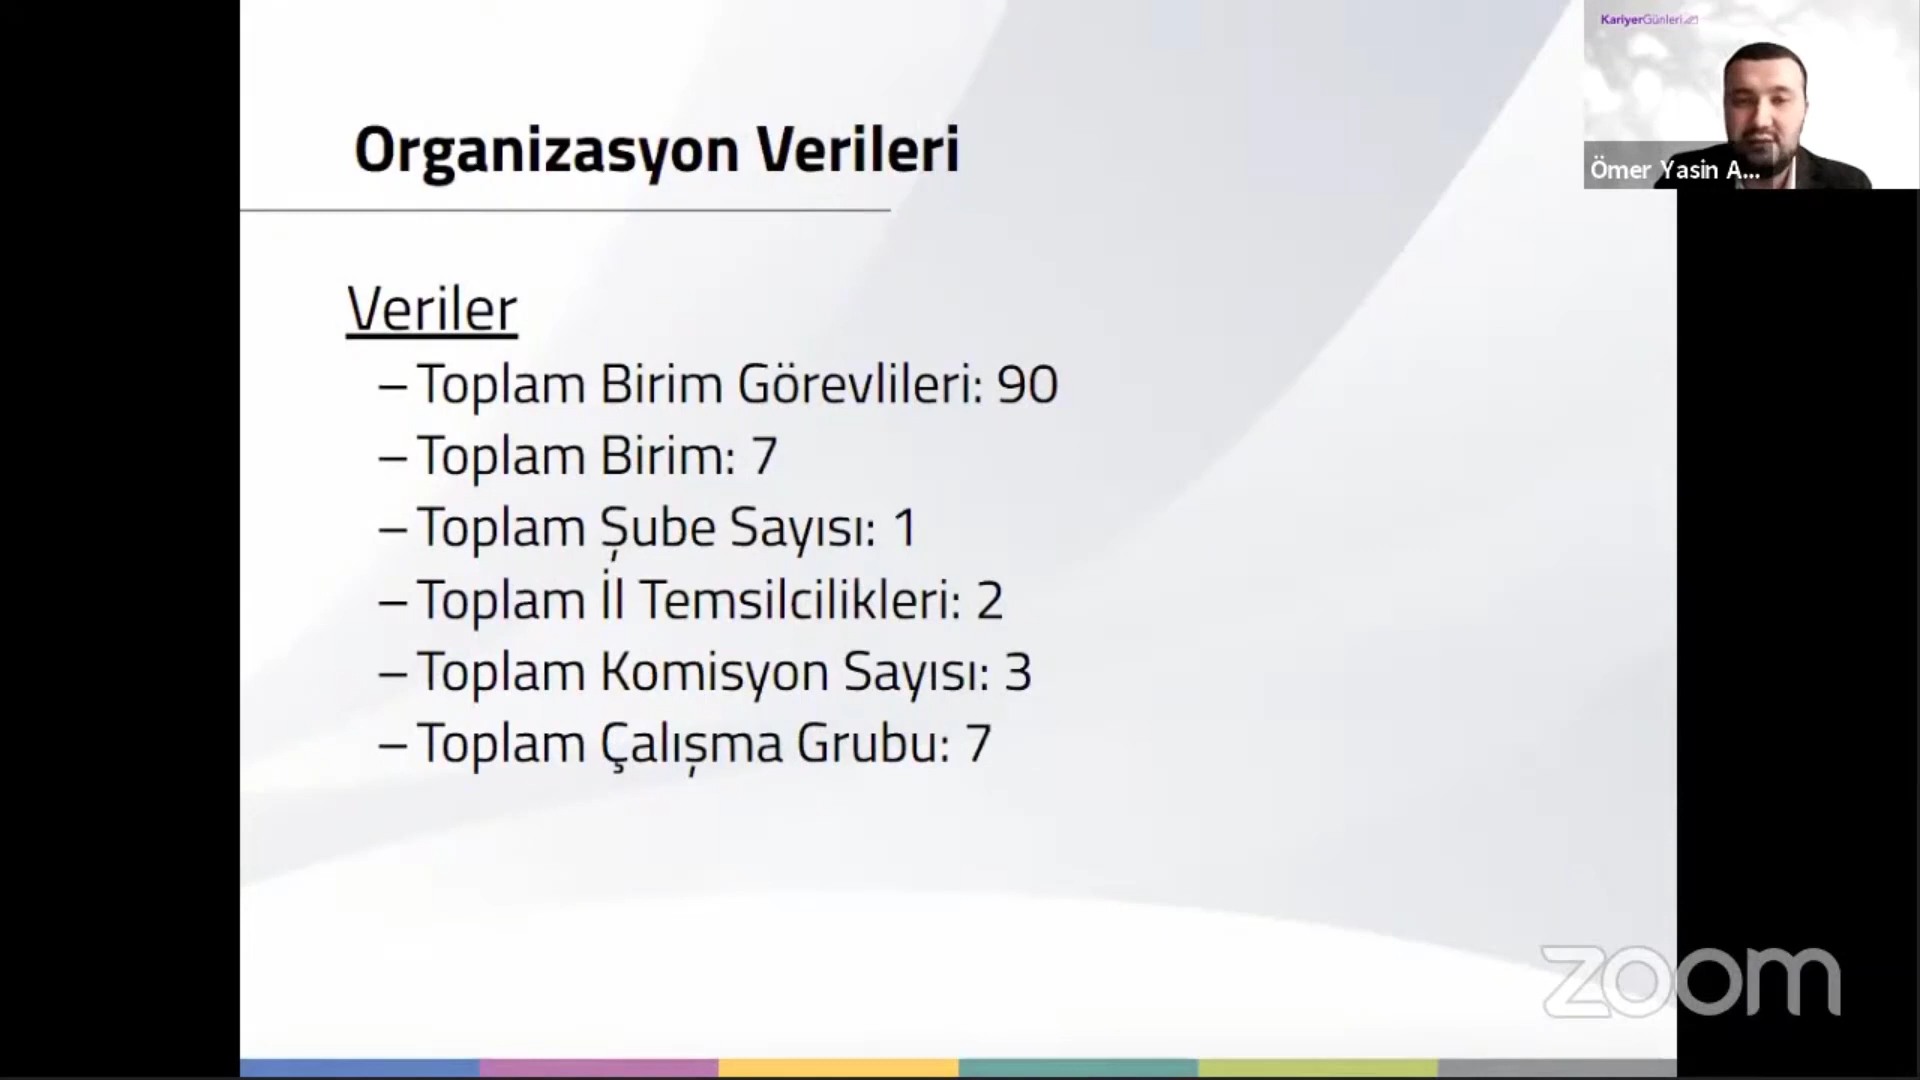 KariyerGünleri
Ömer Yasin A...
Organizasyon Verileri
Veriler
– Toplam Birim Görevlileri: 90
– Toplam Birim: 7
– Toplam Şube Sayısı: 1
– Toplam İl Temsilcilikleri: 2
– Toplam Komisyon Sayısı: 3
– Toplam Çalışma Grubu: 7
zoom